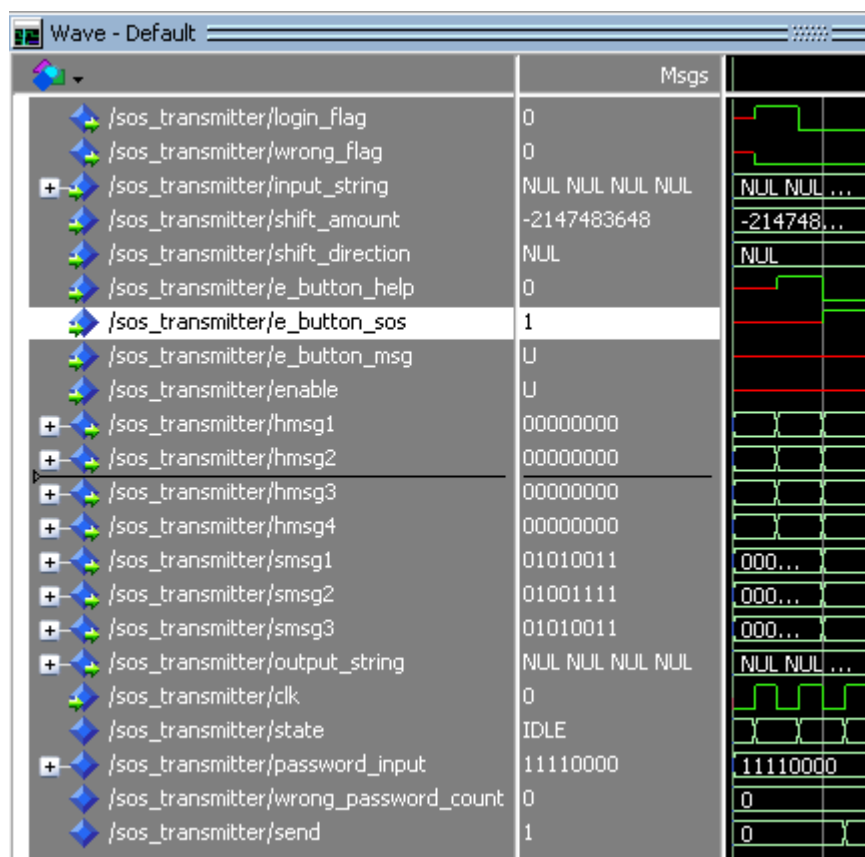 Wave - Default
Msgs
/sos_transmitter/login_flag 0
/sos_transmitter/wrong_flag 0
/sos_transmitter/input_string NUL NUL NUL NUL NUL NUL ...
/sos_transmitter/shift_amount -2147483648 -214748...
/sos_transmitter/shift_direction NUL NUL
/sos_transmitter/e_button_help 0
/sos_transmitter/e_button_sos 1
/sos_transmitter/e_button_msg U
/sos_transmitter/enable U
/sos_transmitter/hmsg1 00000000
/sos_transmitter/hmsg2 00000000
/sos_transmitter/hmsg3 00000000
/sos_transmitter/hmsg4 00000000
/sos_transmitter/smsg1 01010011 000...
/sos_transmitter/smsg2 01001111 000...
/sos_transmitter/smsg3 01010011 000...
/sos_transmitter/output_string NUL NUL NUL NUL NUL NUL ...
/sos_transmitter/clk 0
/sos_transmitter/state IDLE
/sos_transmitter/password_input 11110000 11110000
/sos_transmitter/wrong_password_count 0 0
/sos_transmitter/send 1 0